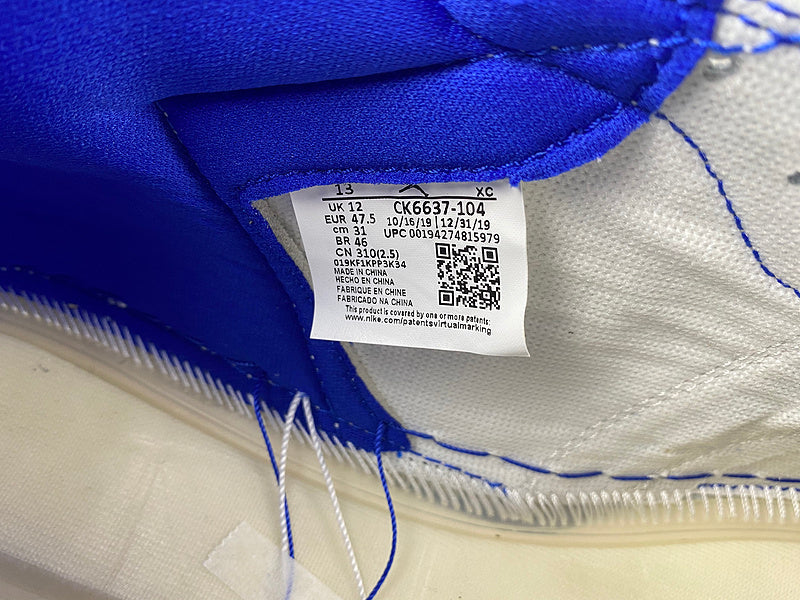 13 XC
UK 12 CK6637-104
EUR 47.5 10/16/19 | 12/31/19
cm 31 UPC 00194274815979
BR 46
CN 310(2.5)
019KF1KPP3K34
MADE IN CHINA
HECHO EN CHINA
FABRIQUE EN CHINE
FABRICADO NA CHINA
This product is covered by one or more patents:
www.nike.com/patentsvirtualmarking